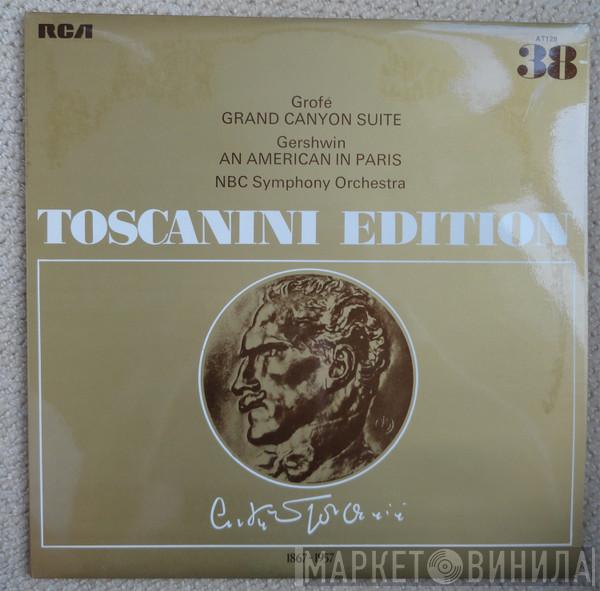 RCA
AT129
38
Grofé
GRAND CANYON SUITE
Gershwin
AN AMERICAN IN PARIS
NBC Symphony Orchestra
TOSCANINI EDITION
1867-1957
МАРКЕТ ВИНИЛА